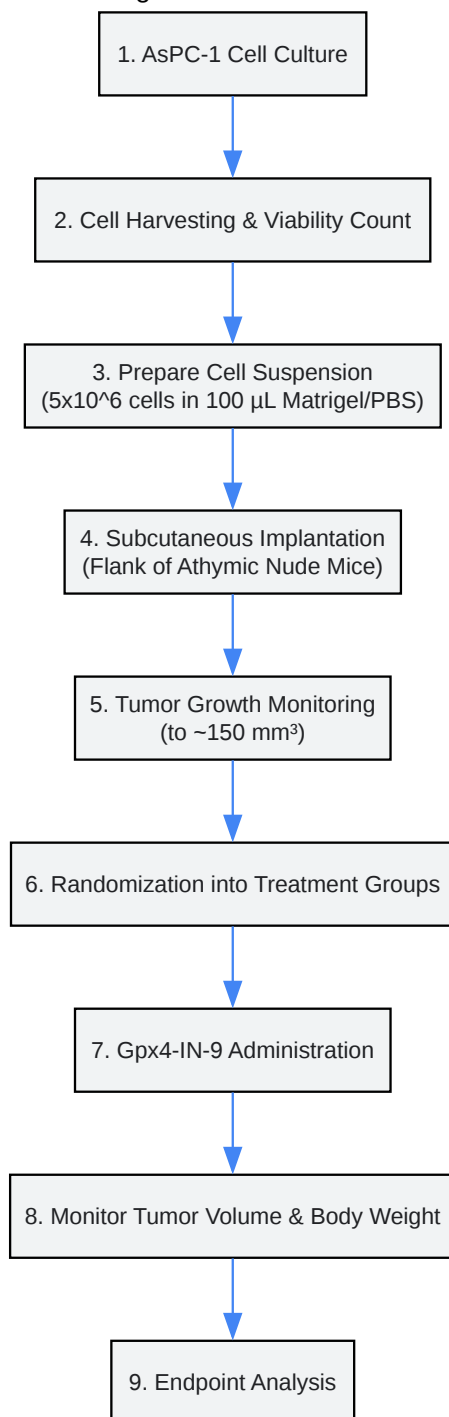 1. AsPC-1 Cell Culture
2. Cell Harvesting & Viability Count
3. Prepare Cell Suspension
(5x10^6 cells in 100 µL Matrigel/PBS)
4. Subcutaneous Implantation
(Flank of Athymic Nude Mice)
5. Tumor Growth Monitoring
(to ~150 mm³)
6. Randomization into Treatment Groups
7. Gpx4-IN-9 Administration
8. Monitor Tumor Volume & Body Weight
9. Endpoint Analysis